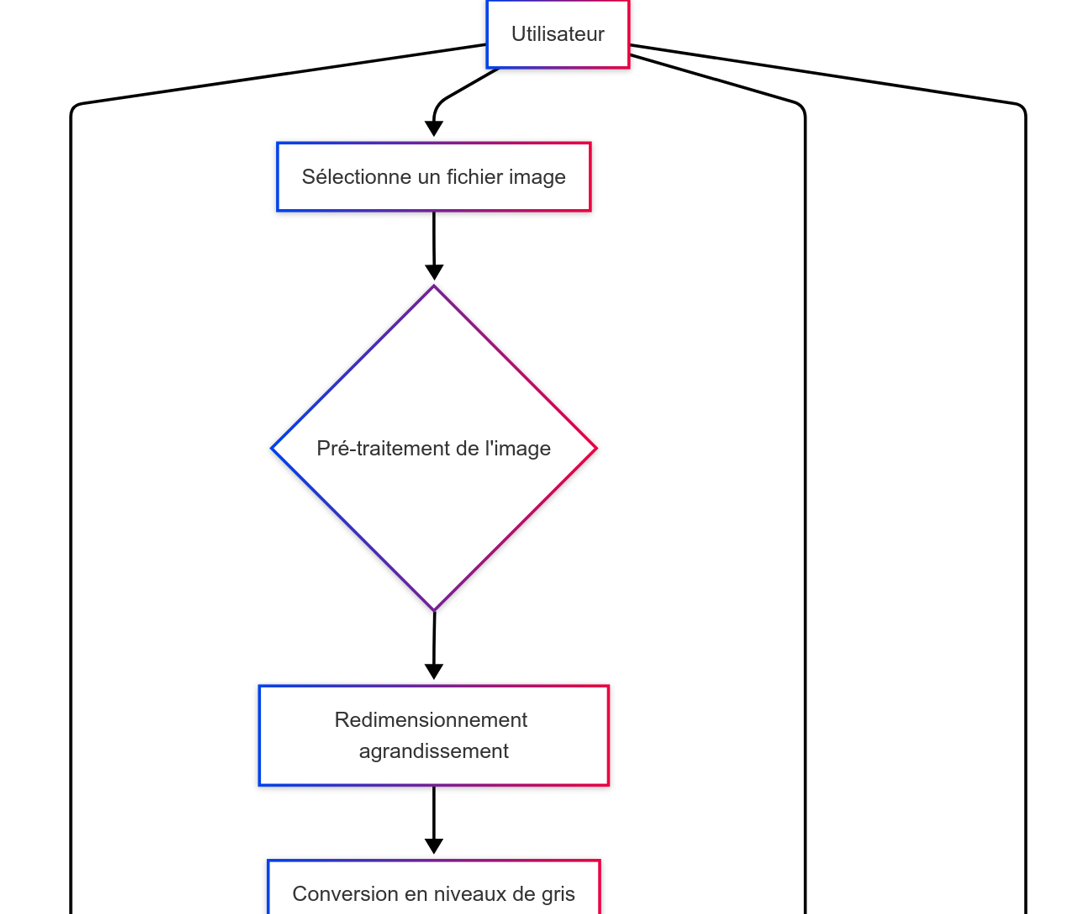 Utilisateur
Sélectionne un fichier image
Pré-traitement de l'image
Redimensionnement
agrandissement
Conversion en niveaux de gris